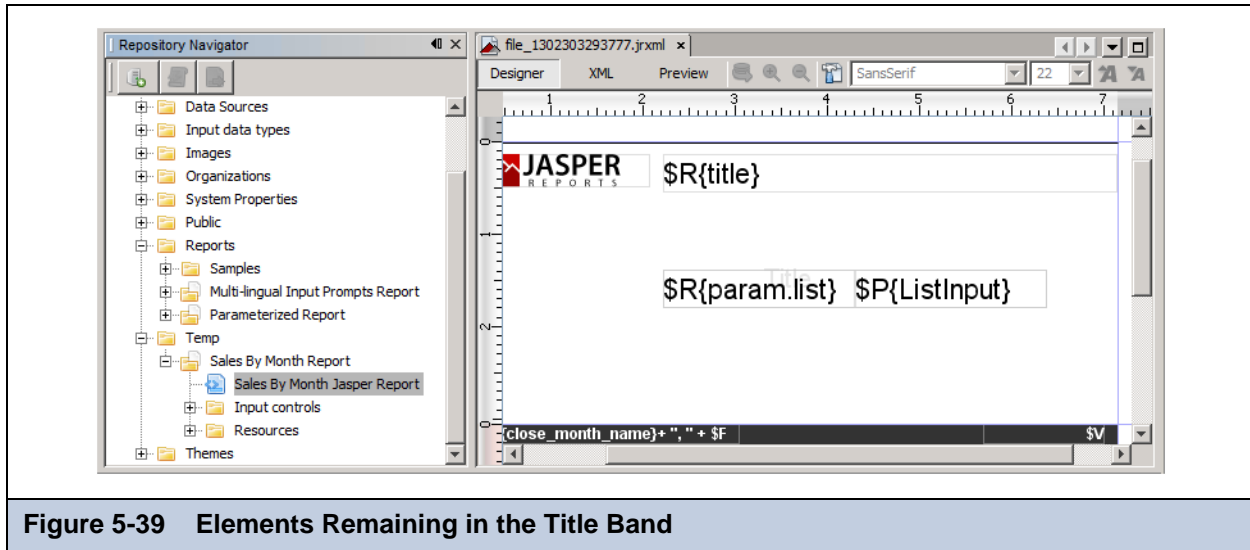 Repository Navigator
Data Sources
Input data types
Images
Organizations
System Properties
Public
Reports
Samples
Multi-lingual Input Prompts Report
Parameterized Report
Temp
Sales By Month Report
Sales By Month Jasper Report
Input controls
Resources
Themes
file_1302303293777.jrxml
Designer XML Preview SansSerif 22
1 2 3 4 5 6 7
0
1
2
0
JASPER
REPORTS
$R{title}
Title
$R{param.list} $P{ListInput}
{close_month_name}+ ", " + $F $V
Figure 5-39 Elements Remaining in the Title Band